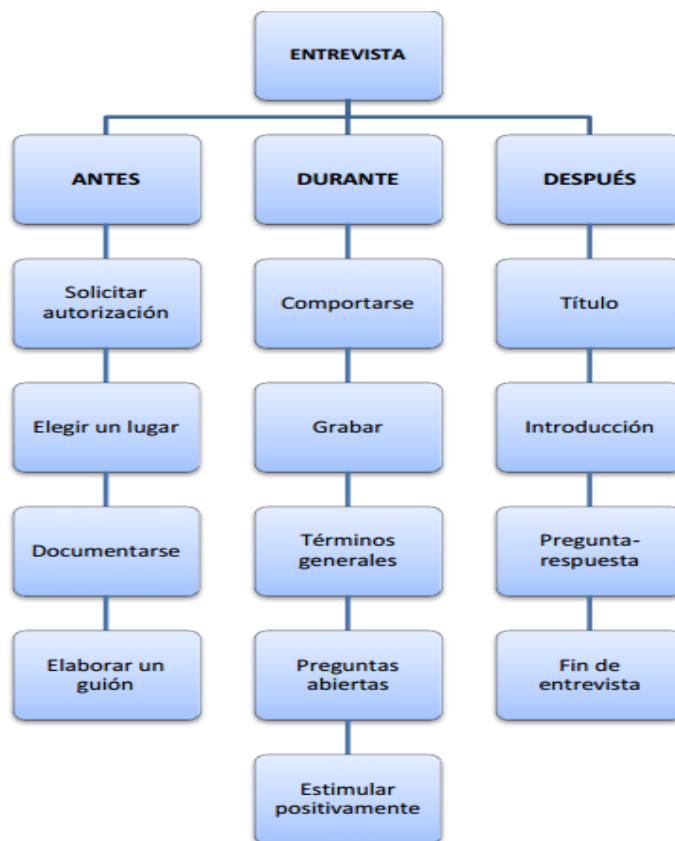 ENTREVISTA
ANTES
DURANTE
DESPUÉS
Solicitar
autorización
Comportarse
Título
Elegir un lugar
Grabar
Introducción
Documentarse
Términos
generales
Pregunta-
respuesta
Elaborar un
guión
Preguntas
abiertas
Fin de
entrevista
Estimular
positivamente